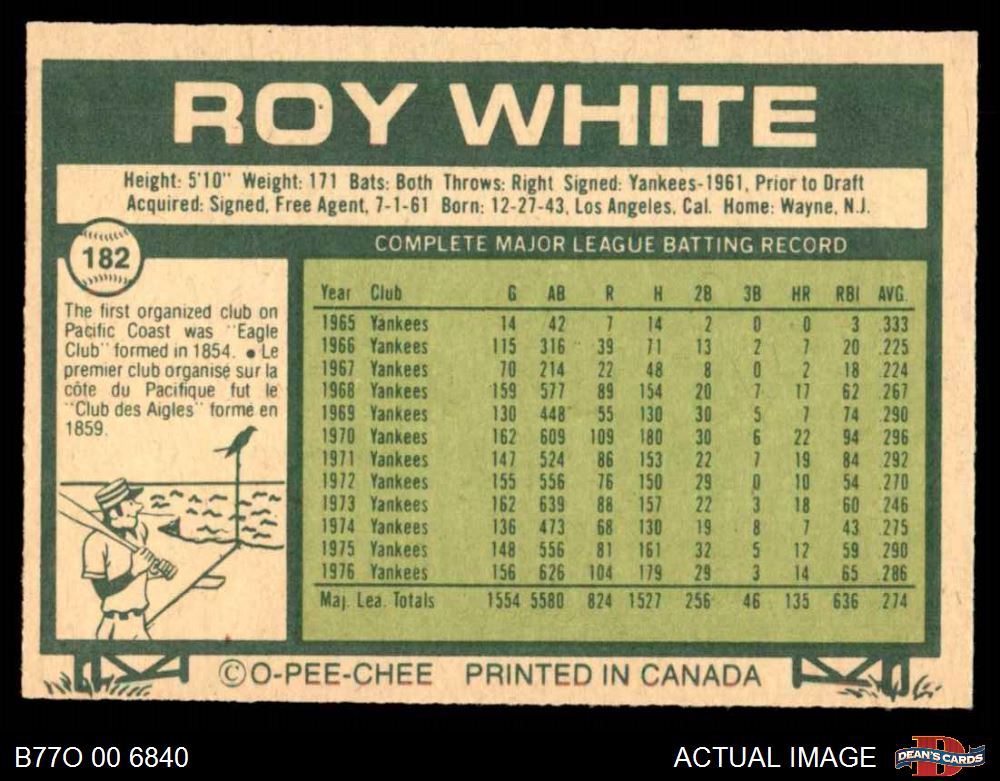 ROY WHITE
Height: 5'10" Weight: 171 Bats: Both Throws: Right Signed: Yankees-1961, Prior to Draft
Acquired: Signed, Free Agent, 7-1-61 Born: 12-27-43, Los Angeles, Cal. Home: Wayne, N.J.
182
The first organized club on
Pacific Coast was "Eagle
Club" formed in 1854. ● Le
premier club organisé sur la
côte du Pacifique fut le
"Club des Aigles" formé en
1859.
COMPLETE MAJOR LEAGUE BATTING RECORD
Year Club G AB R H 2B 3B HR RBI AVG.
1965 Yankees 14 42 7 14 2 0 0 3 .333
1966 Yankees 115 316 39 71 13 2 7 20 .225
1967 Yankees 70 214 22 48 8 0 2 18 .224
1968 Yankees 159 577 89 154 20 7 17 62 .267
1969 Yankees 130 448 55 130 30 5 7 74 .290
1970 Yankees 162 609 109 180 30 6 22 94 .296
1971 Yankees 147 524 86 153 22 7 19 84 .292
1972 Yankees 155 556 76 150 29 0 10 54 .270
1973 Yankees 162 639 88 157 22 3 18 60 .246
1974 Yankees 136 473 68 130 19 8 7 43 .275
1975 Yankees 148 556 81 161 32 5 12 59 .290
1976 Yankees 156 626 104 179 29 3 14 65 .286
Maj. Lea. Totals 1554 5580 824 1527 256 46 135 636 .274
©O-PEE-CHEE PRINTED IN CANADA
B77O 00 6840
ACTUAL IMAGE
D
DEAN'S CARDS